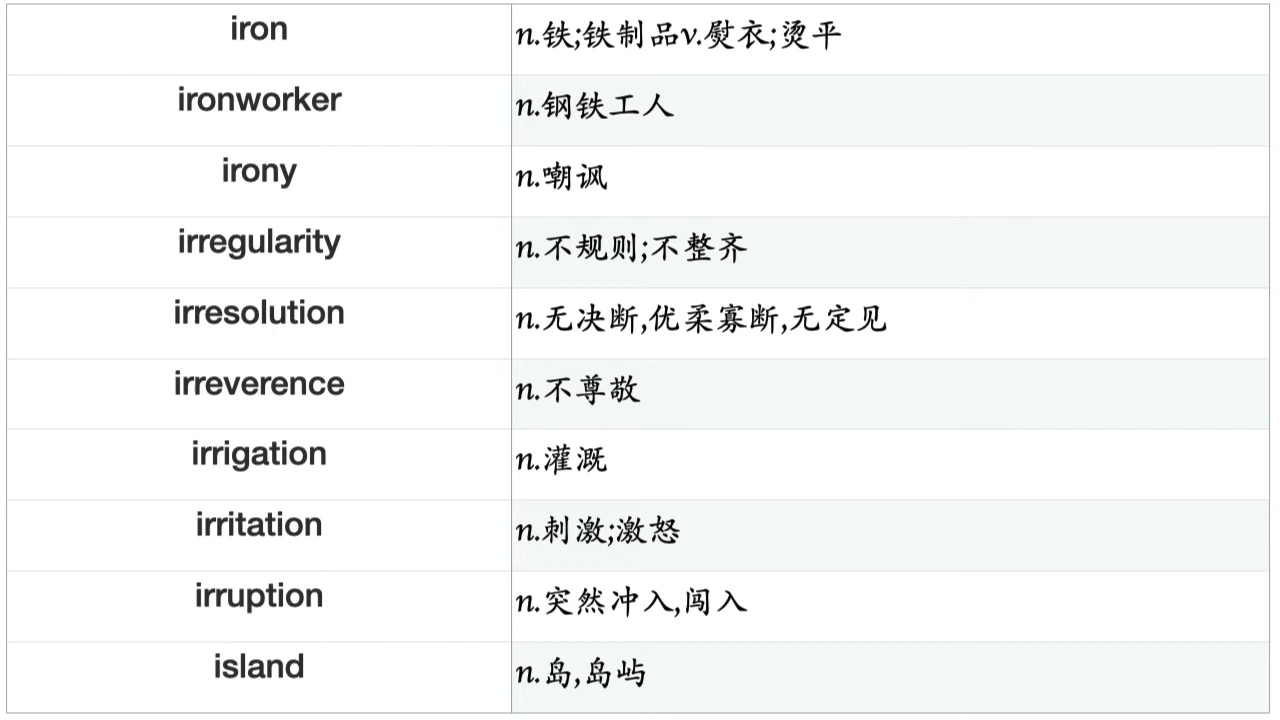 iron n.铁;铁制品v.熨衣;烫平
ironworker n.钢铁工人
irony n.嘲讽
irregularity n.不规则;不整齐
irresolution n.无决断,优柔寡断,无定见
irreverence n.不尊敬
irrigation n.灌溉
irritation n.刺激;激怒
irruption n.突然冲入,闯入
island n.岛,岛屿